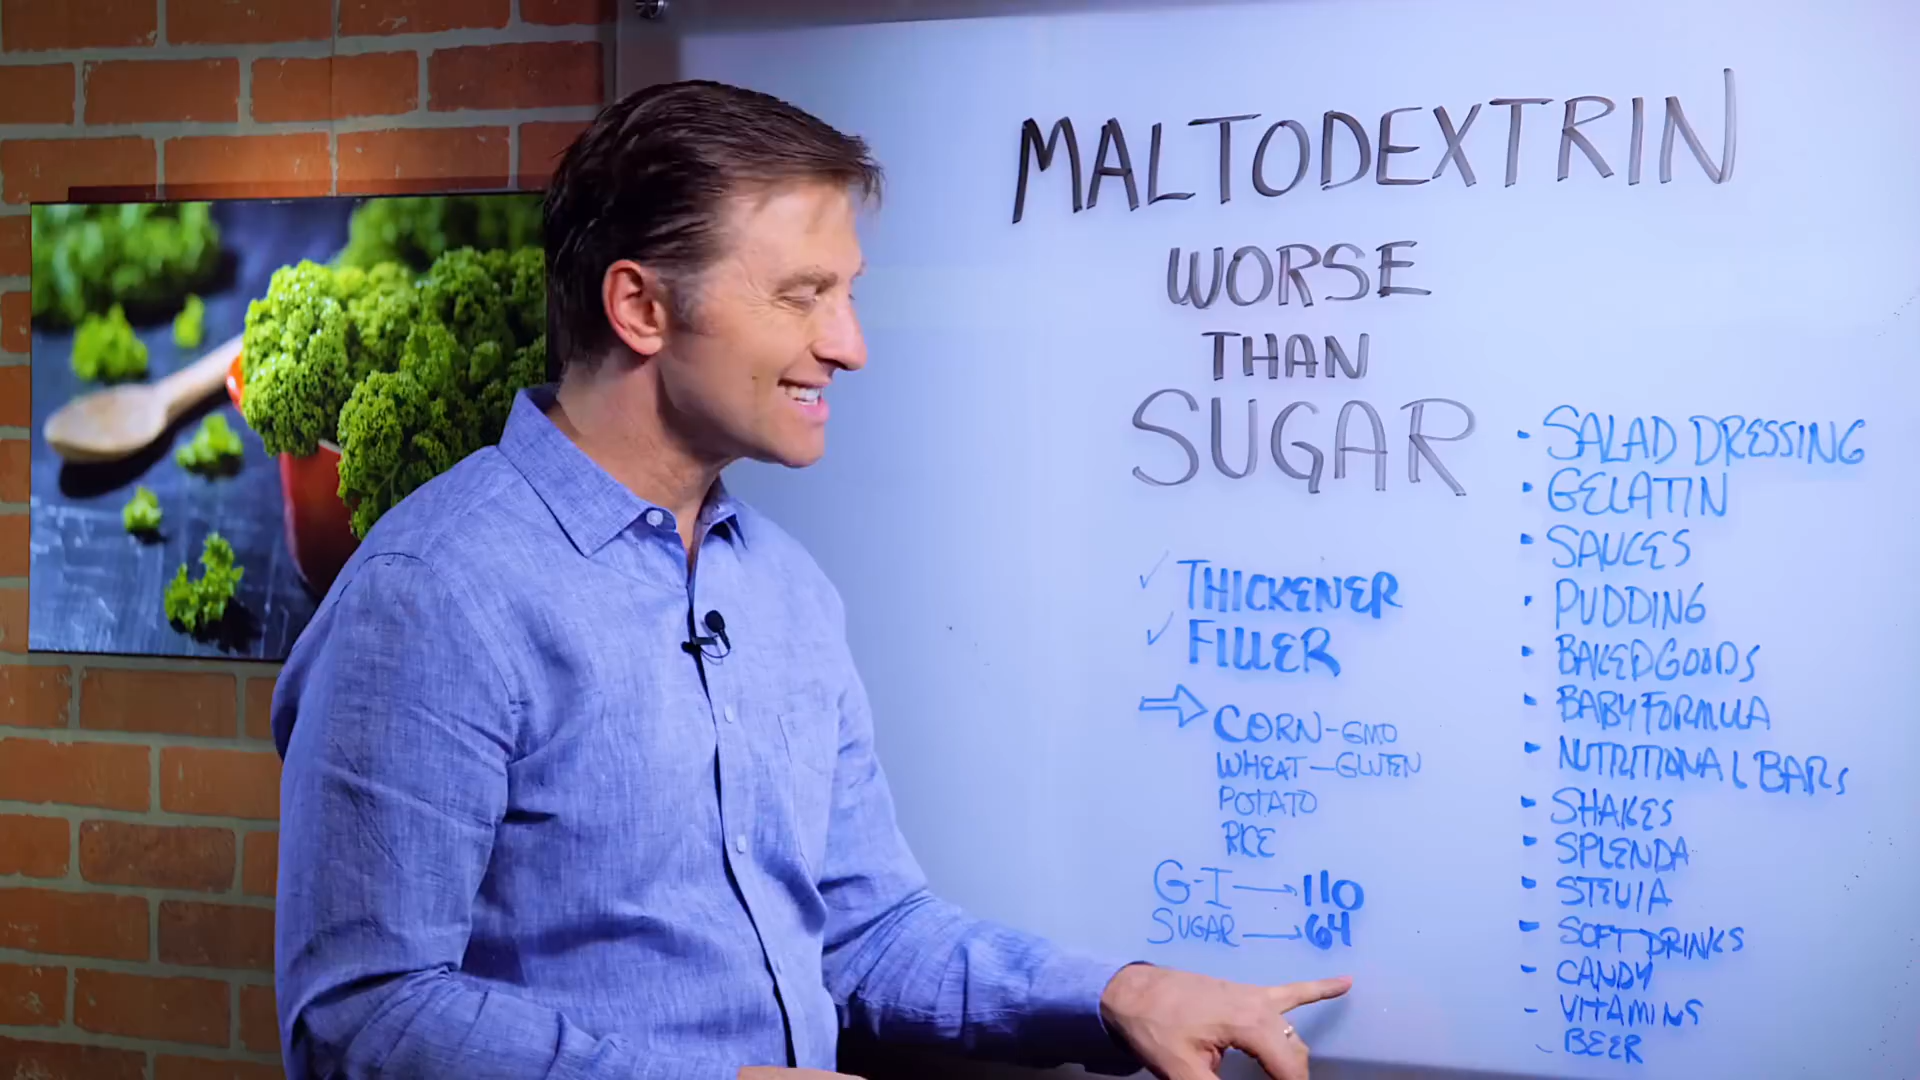 MALTODEXTRIN
WORSE
THAN
SUGAR
✓ THICKENER
✓ FILLER
⇒ CORN-GMO
WHEAT-GLUTEN
POTATO
RICE
G-I→110
SUGAR→64
• SALAD DRESSING
• GELATIN
• SAUCES
• PUDDING
• BAKED GOODS
• BABY FORMULA
• NUTRITIONAL BARS
• SHAKES
• SPLENDA
• STEVIA
• SOFT DRINKS
- CANDY
- VITAMINS
- BEER